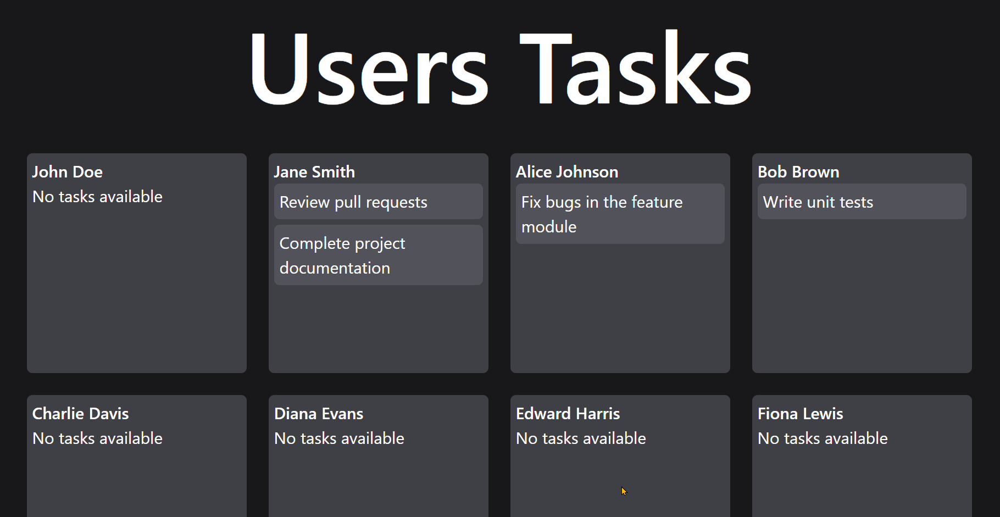 Users Tasks
John Doe
No tasks available
Jane Smith
Review pull requests
Complete project
documentation
Alice Johnson
Fix bugs in the feature
module
Bob Brown
Write unit tests
Charlie Davis
No tasks available
Diana Evans
No tasks available
Edward Harris
No tasks available
Fiona Lewis
No tasks available